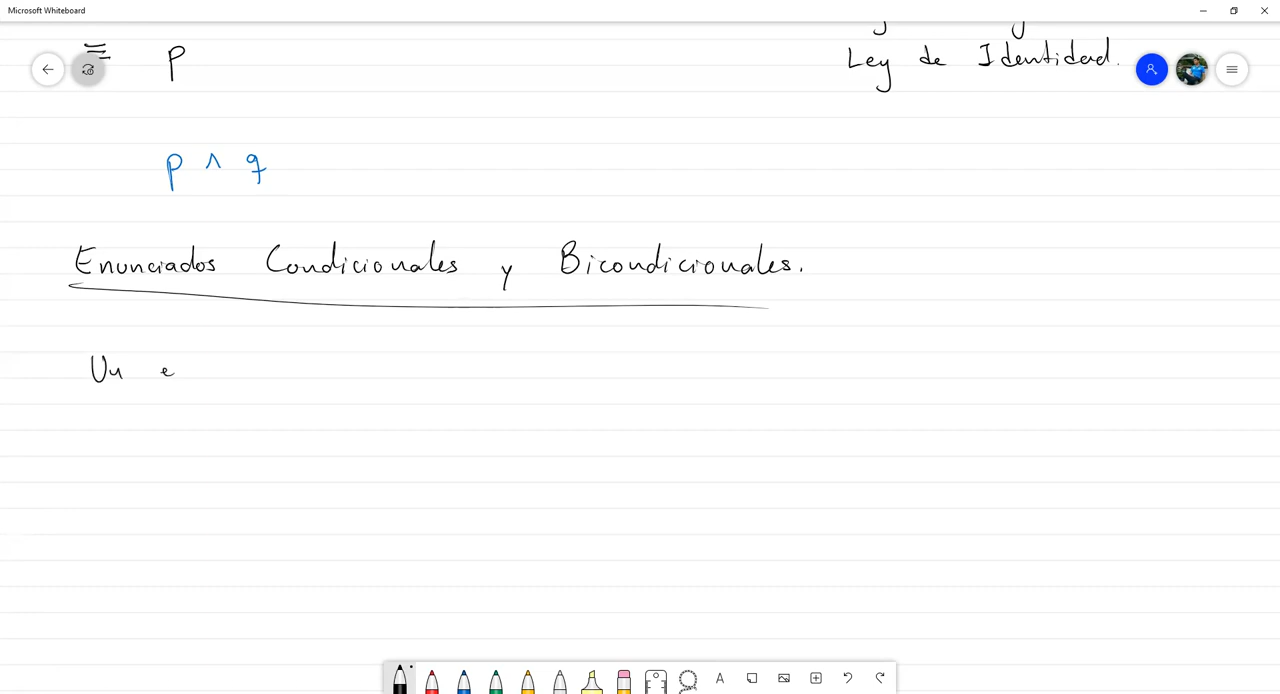 Microsoft Whiteboard
≡ p
Ley de Identidad.
p ∧ q
Enunciados Condicionales y Bicondicionales.
Un e